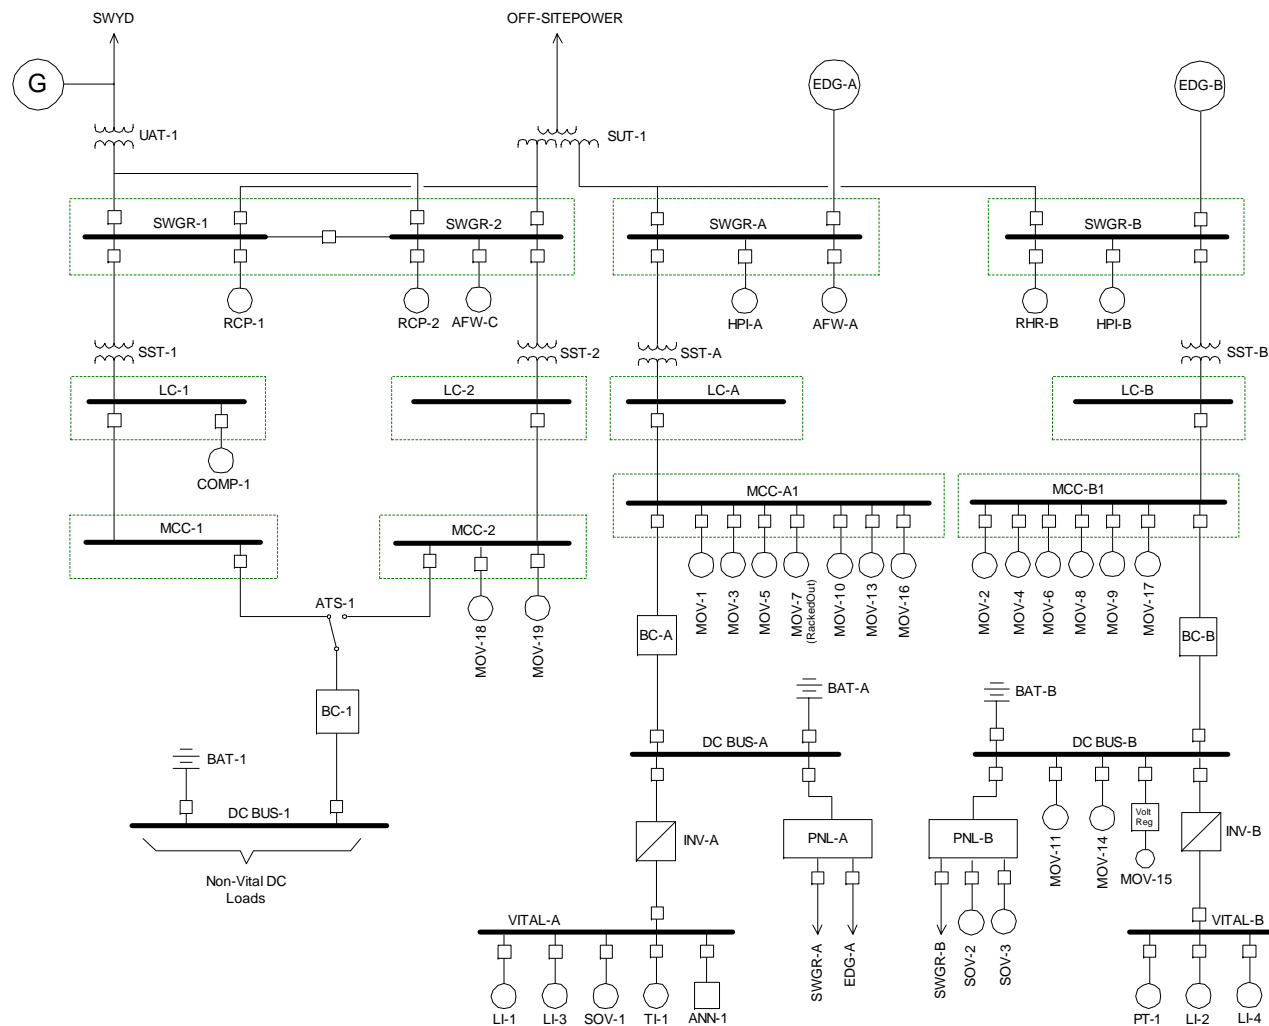 SWYD
OFF-SITEPOWER
G
EDG-A
EDG-B
UAT-1
SUT-1
SWGR-1
SWGR-2
SWGR-A
SWGR-B
RCP-1
RCP-2
AFW-C
HPI-A
AFW-A
RHR-B
HPI-B
SST-1
SST-2
SST-A
SST-B
LC-1
LC-2
LC-A
LC-B
COMP-1
MCC-A1
MCC-B1
MCC-1
MCC-2
MOV-1
MOV-3
MOV-5
MOV-7
(RackedOut)
MOV-10
MOV-13
MOV-16
MOV-2
MOV-4
MOV-6
MOV-8
MOV-9
MOV-17
ATS-1
MOV-18
MOV-19
BC-A
BC-B
BC-1
BAT-A
BAT-B
DC BUS-A
DC BUS-B
BAT-1
DC BUS-1
Non-Vital DC
Loads
INV-A
PNL-A
PNL-B
MOV-11
MOV-14
Volt
Reg
MOV-15
INV-B
VITAL-A
VITAL-B
SWGR-A
EDG-A
SWGR-B
SOV-2
SOV-3
LI-1
LI-3
SOV-1
TI-1
ANN-1
PT-1
LI-2
LI-4